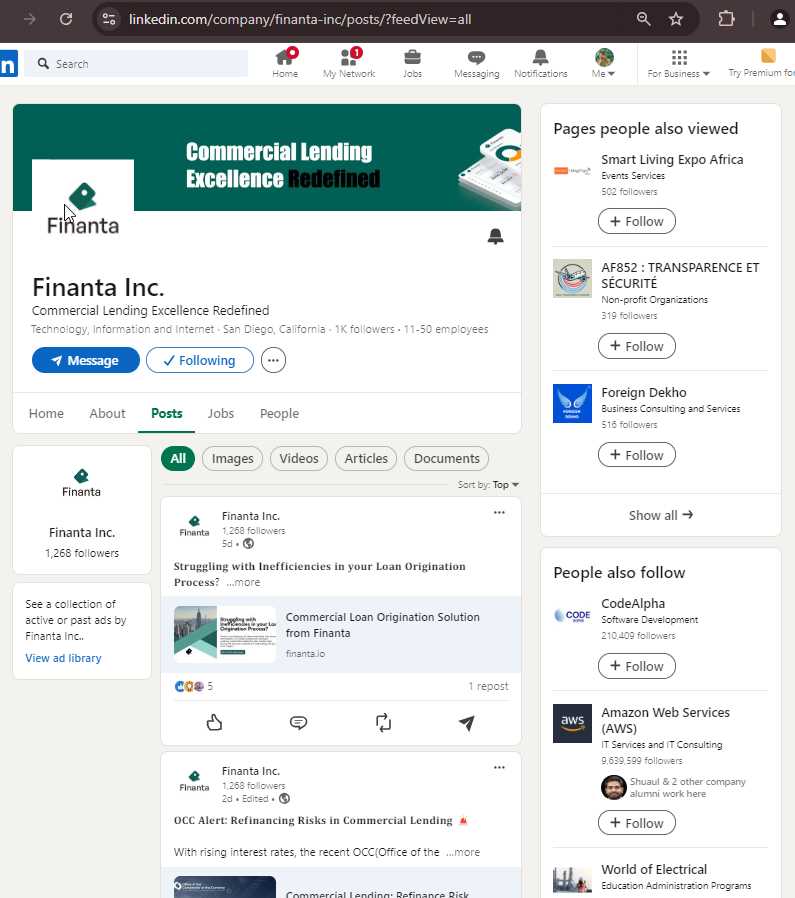 linkedin.com/company/finanta-inc/posts/?feedView=all
Search
Home
1
My Network
Jobs
Messaging
Notifications
Me
For Business
Try Premium for
Commercial Lending
Excellence Redefined
Finanta
Finanta Inc.
Commercial Lending Excellence Redefined
Technology, Information and Internet · San Diego, California · 1K followers · 11-50 employees
Message
Following
Home
About
Posts
Jobs
People
Finanta
Finanta Inc.
1,268 followers
See a collection of
active or past ads by
Finanta Inc..
View ad library
All
Images
Videos
Articles
Documents
Sort by: Top
Finanta
Finanta Inc.
1,268 followers
5d •
Struggling with Inefficiencies in your Loan Origination
Process? ...more
Struggling with
Inefficiencies in your Loan
Origination Process?
Commercial Loan Origination Solution
from Finanta
finanta.io
5
1 repost
Finanta
Finanta Inc.
1,268 followers
2d • Edited •
OCC Alert: Refinancing Risks in Commercial Lending
With rising interest rates, the recent OCC(Office of the ...more
Commercial Lending: Refinance Risk
Pages people also viewed
Smart Living Expo Africa
Events Services
502 followers
+ Follow
AF852 : TRANSPARENCE ET
SÉCURITÉ
Non-profit Organizations
319 followers
+ Follow
FOREIGN
DEKHO
Foreign Dekho
Business Consulting and Services
516 followers
+ Follow
Show all →
People also follow
CODE
CodeAlpha
Software Development
210,409 followers
+ Follow
aws
Amazon Web Services
(AWS)
IT Services and IT Consulting
9,639,599 followers
Shuaul & 2 other company
alumni work here
+ Follow
World of Electrical
Education Administration Programs